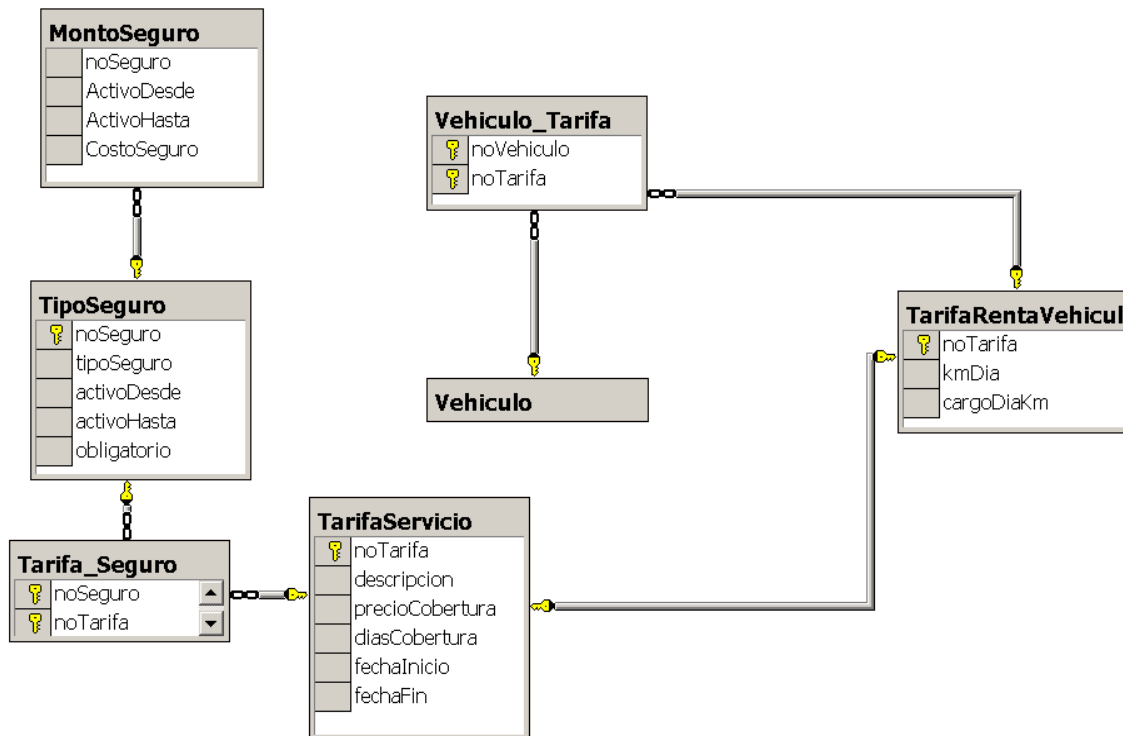 MontoSeguro
noSeguro
ActivoDesde
ActivoHasta
CostoSeguro
Vehiculo_Tarifa
noVehiculo
noTarifa
TipoSeguro
noSeguro
tipoSeguro
activoDesde
activoHasta
obligatorio
TarifaRentaVehicul
noTarifa
kmDia
cargoDiaKm
Vehiculo
Tarifa_Seguro
noSeguro
noTarifa
TarifaServicio
noTarifa
descripcion
precioCobertura
diasCobertura
fechaInicio
fechaFin